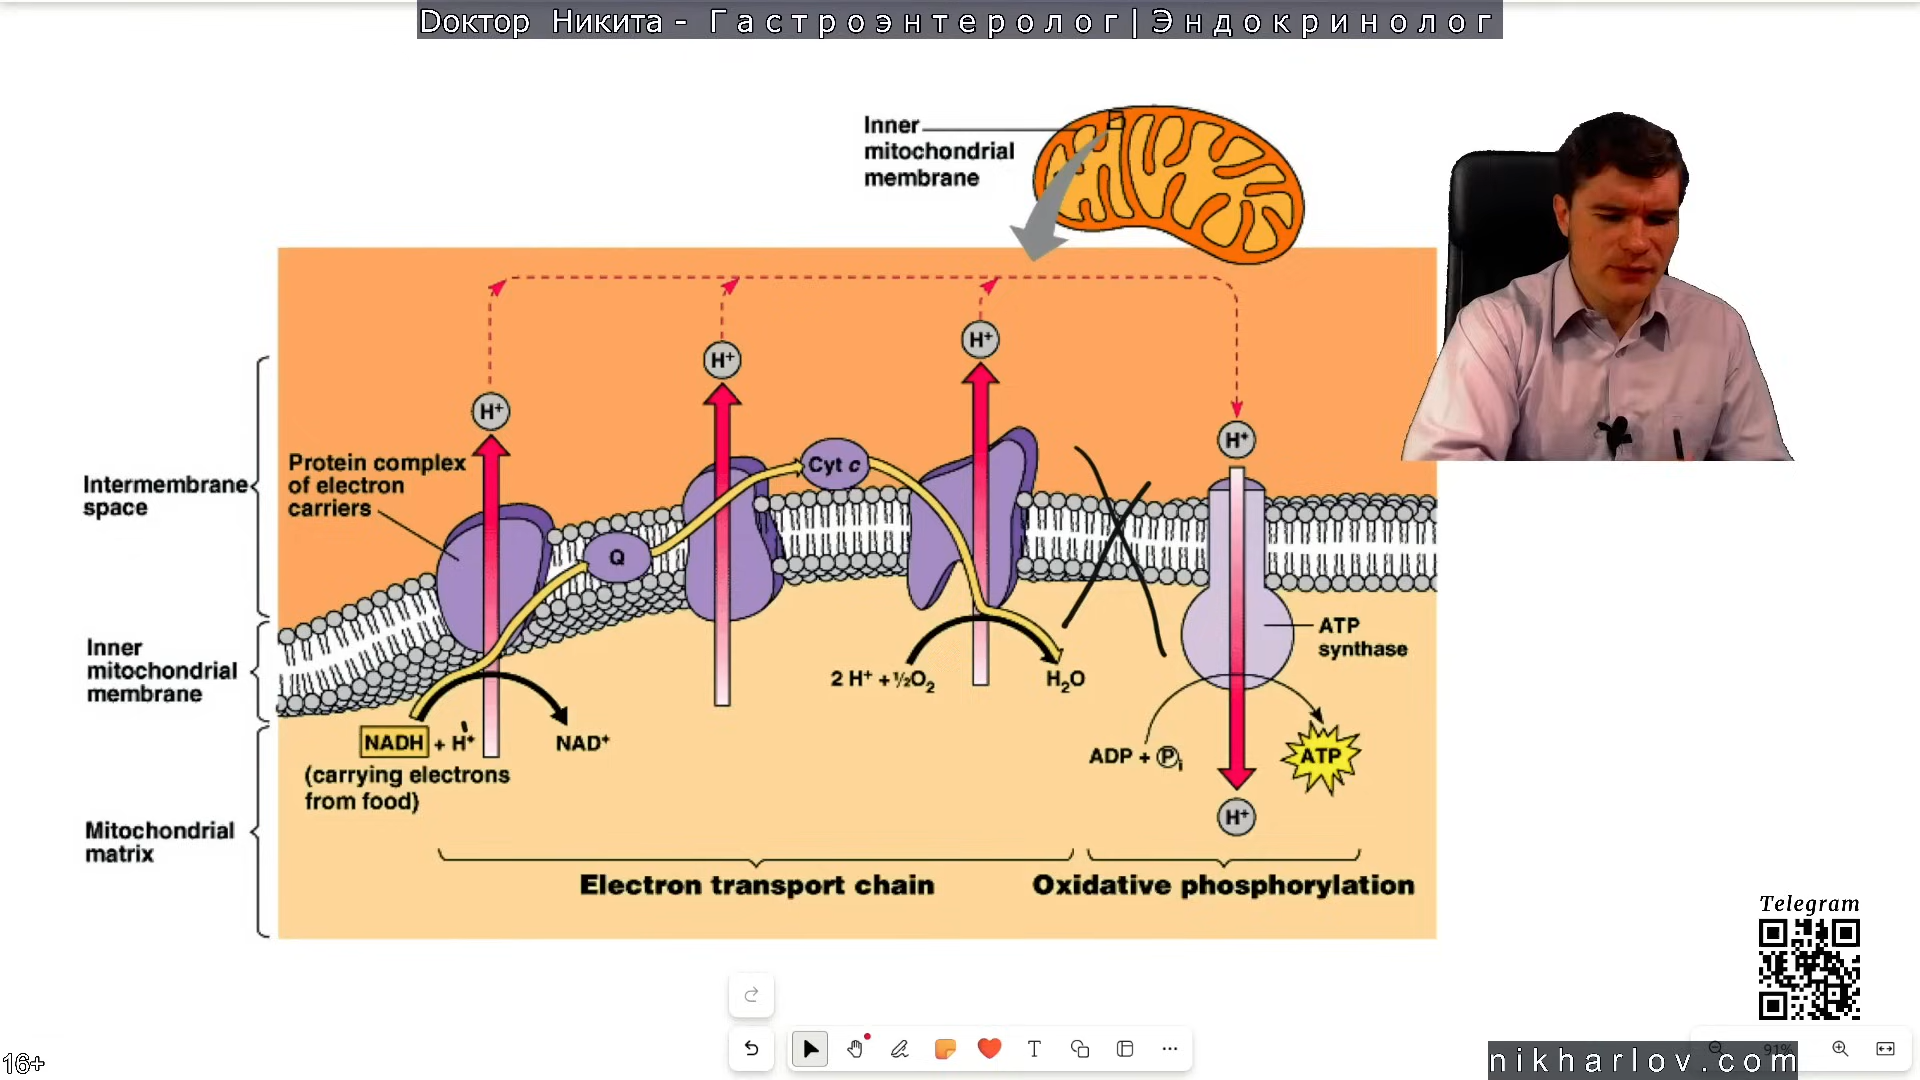 Dоктор Никита - Гастроэнтеролог|Эндокринолог
Inner
mitochondrial
membrane
H⁺
H⁺
H⁺
H⁺
Protein complex
of electron
carriers
Cyt c
Q
Intermembrane
space
Inner
mitochondrial
membrane
ATP
synthase
2 H⁺ + ½O₂
H₂O
NADH + H⁺
NAD⁺
(carrying electrons
from food)
ADP + Pᵢ
ATP
H⁺
Mitochondrial
matrix
Electron transport chain
Oxidative phosphorylation
Telegram
T
91%
16+
nikharlov.com